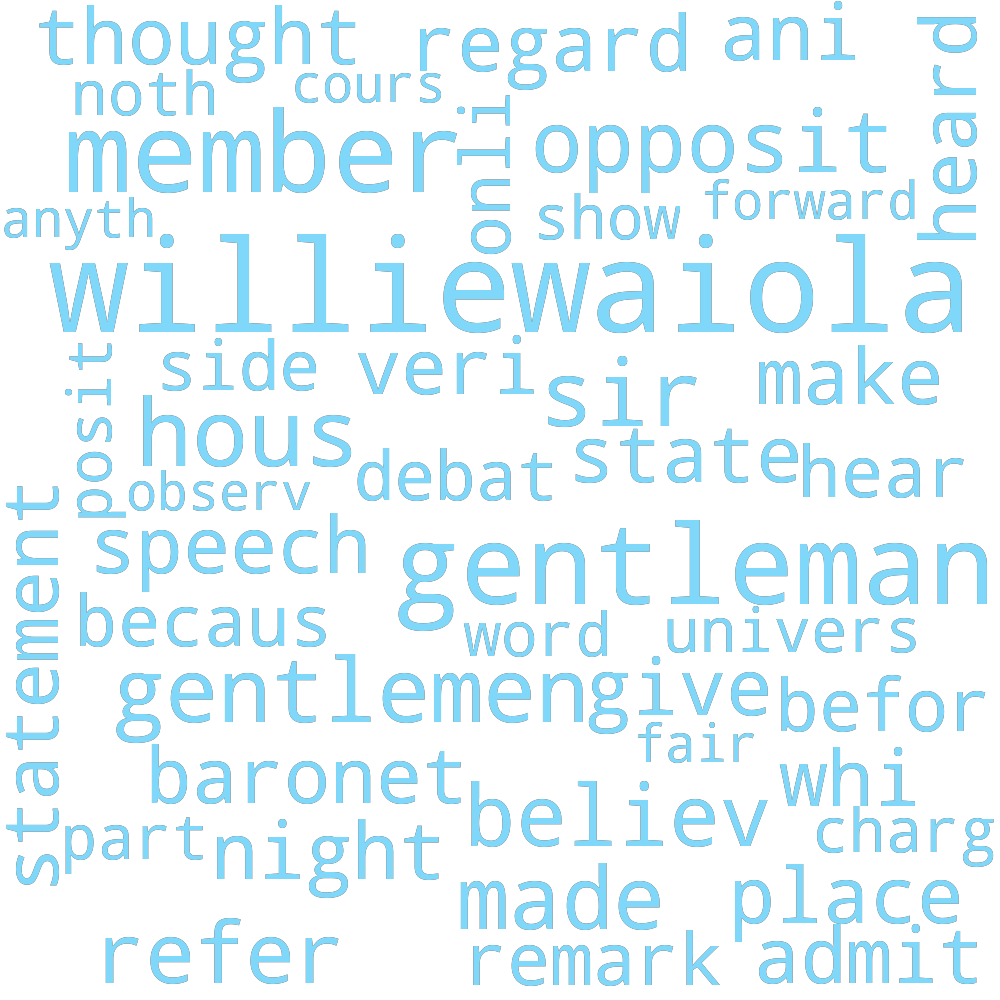 thought regard ani
noth cours heard
member onli opposit
anyth show forward
williewaiola
posit side veri sir make
hous debat state hear
observ
statement speech gentleman
becaus word univers
gentlemen give befor
fair
baronet believ whi
part night charg
made place
refer remark admit